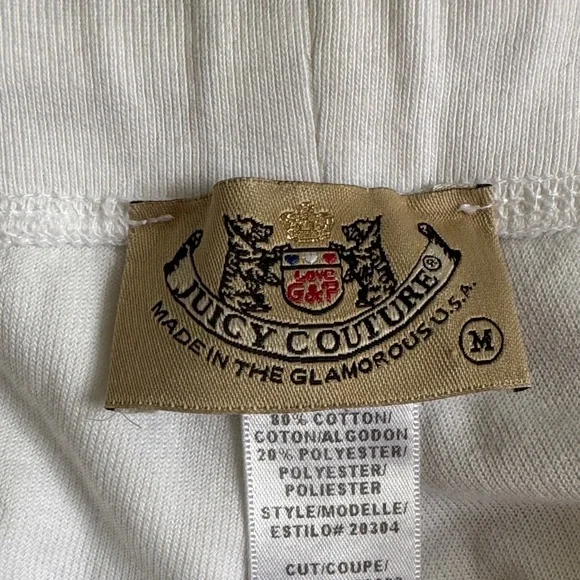 LOVE
G&P
JUICY COUTURE®
MADE IN THE GLAMOROUS U.S.A.
M
80% COTTON/
COTON/ALGODON
20% POLYESTER/
POLYESTER/
POLIESTER
STYLE/MODELLE/
ESTILO# 20304
CUT/COUPE/